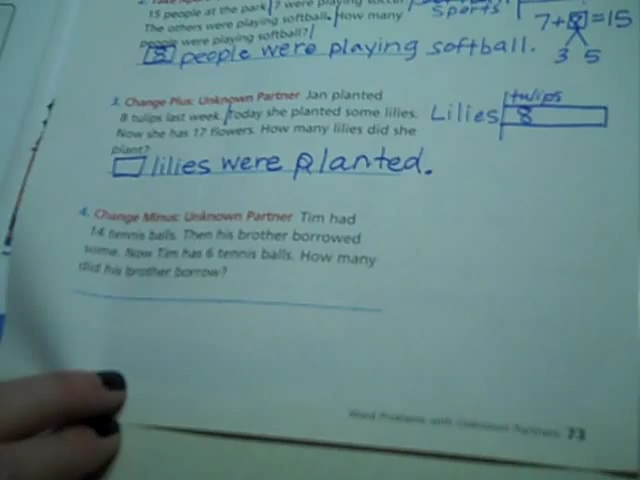 15 people at the park. 7 were playing soccer.
The others were playing softball. How many
people were playing softball?
Sports
7+8=15
3 5
8 people were playing softball.
3. Change Plus: Unknown Partner Jan planted
8 tulips last week. Today she planted some lilies.
Now she has 17 flowers. How many lilies did she
plant?
tulips
Lilies 8
lilies were planted.
4. Change Minus: Unknown Partner Tim had
14 tennis balls. Then his brother borrowed
some. Now Tim has 6 tennis balls. How many
did his brother borrow?
Word Problems with Unknown Partners 73